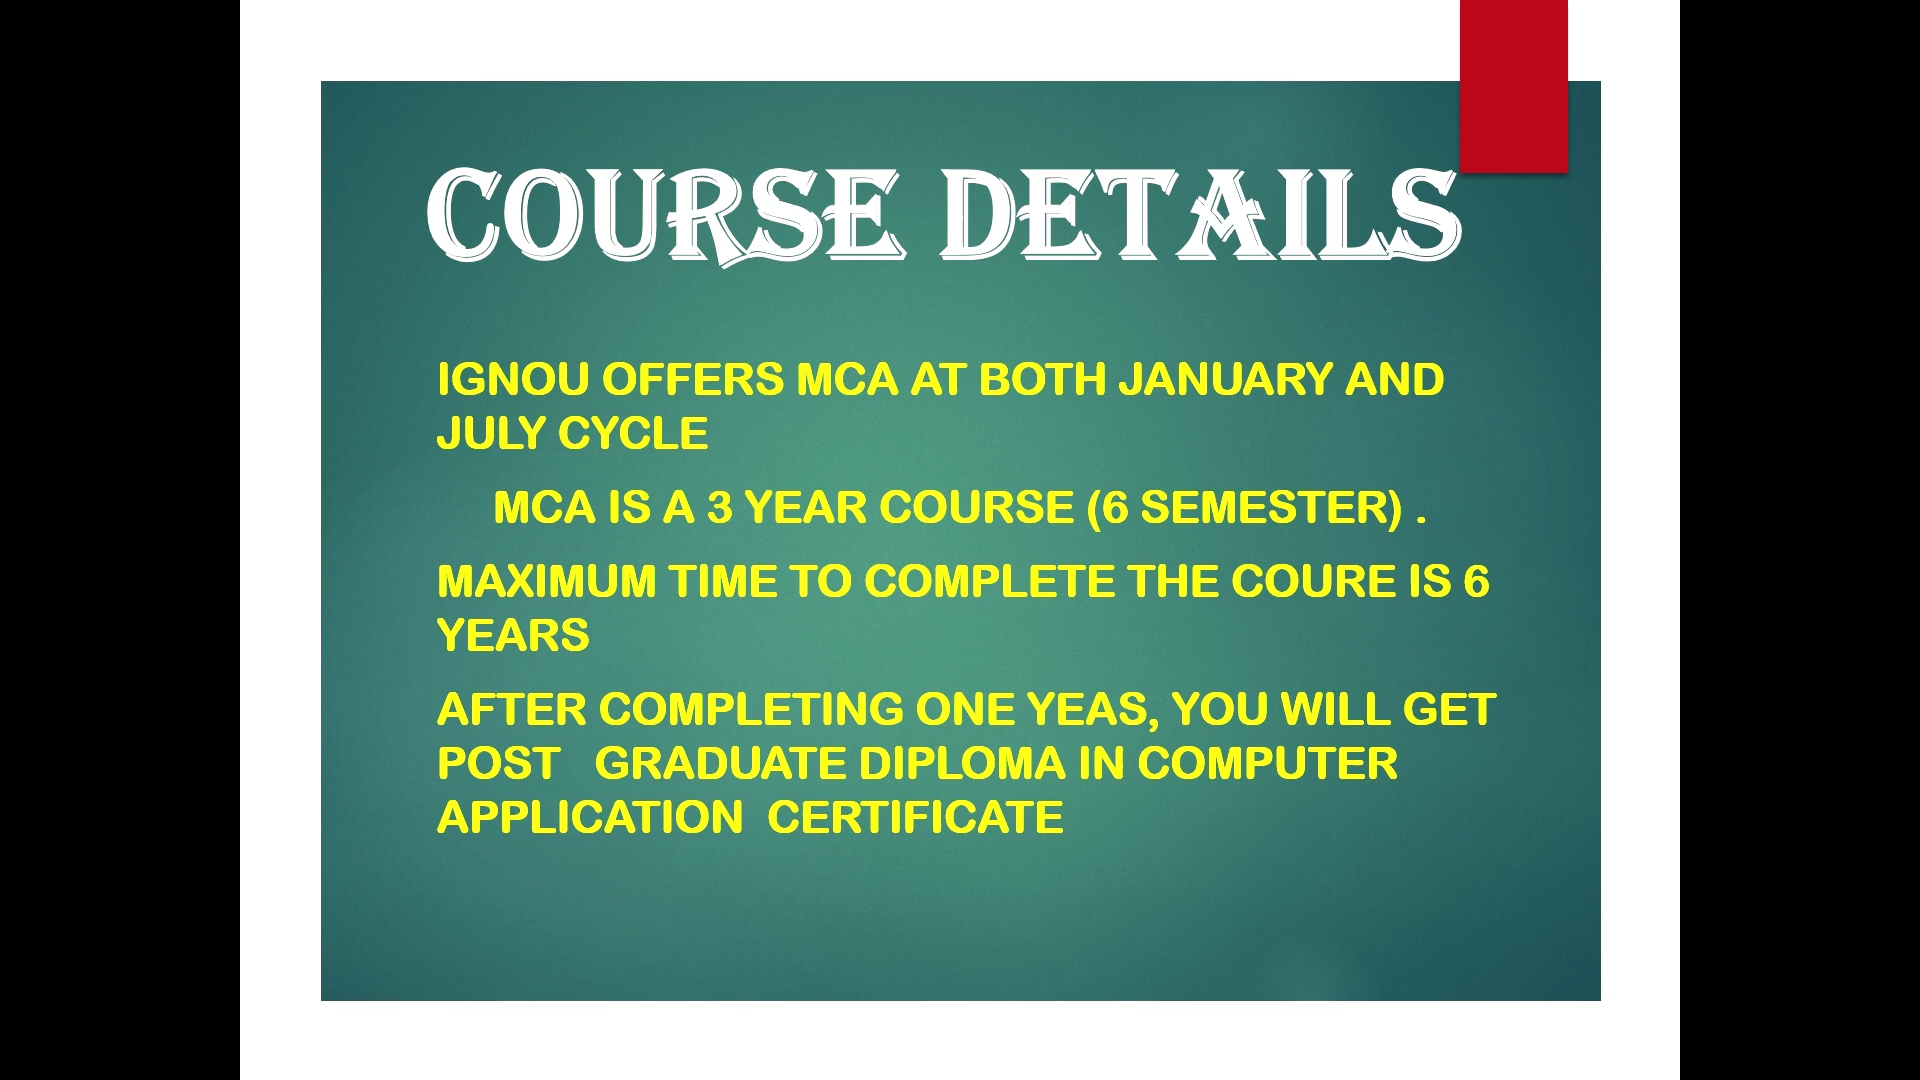 COURSE DETAILS
IGNOU OFFERS MCA AT BOTH JANUARY AND
JULY CYCLE
MCA IS A 3 YEAR COURSE (6 SEMESTER) .
MAXIMUM TIME TO COMPLETE THE COURE IS 6
YEARS
AFTER COMPLETING ONE YEAS, YOU WILL GET
POST GRADUATE DIPLOMA IN COMPUTER
APPLICATION CERTIFICATE